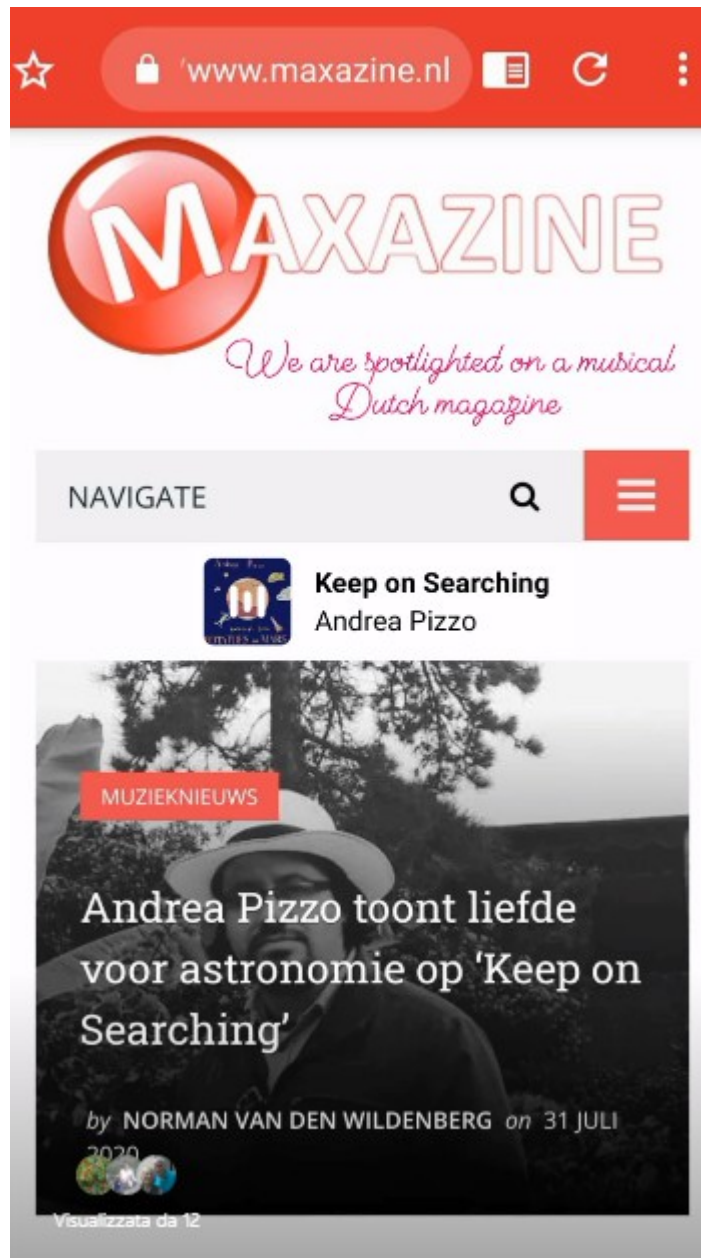 www.maxazine.nl
MAXAZINE
We are spotlighted on a musical
Dutch magazine
NAVIGATE
Keep on Searching
Andrea Pizzo
MUZIEKNIEUWS
Andrea Pizzo toont liefde
voor astronomie op ‘Keep on
Searching’
by NORMAN VAN DEN WILDENBERG on 31 JULI
2020
Visualizzata da 12